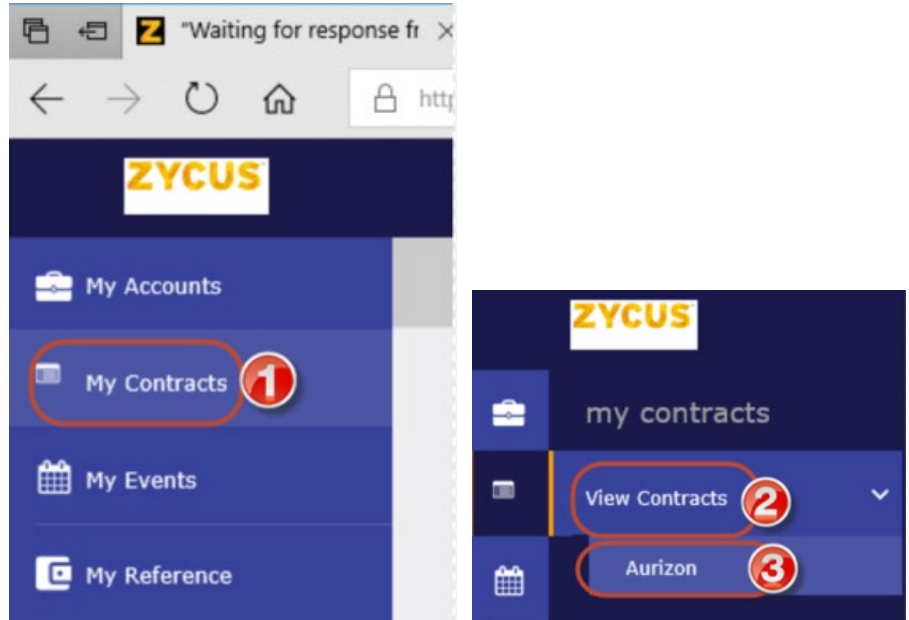 "Waiting for response fr
http
ZYCUS
My Accounts
My Contracts 1
My Events
My Reference
ZYCUS
my contracts
View Contracts 2
Aurizon 3